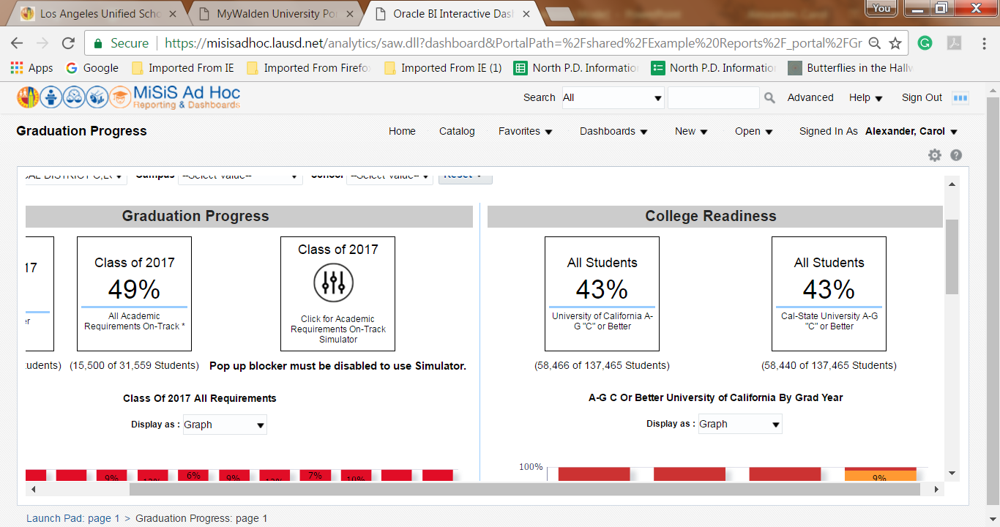 Los Angeles Unified Scho
MyWalden University Po
Oracle BI Interactive Das
You
Secure
https://misisadhoc.lausd.net/analytics/saw.dll?dashboard&PortalPath=%2Fshared%2FExample%20Reports%2F_portal%2FGr
Apps
Google
Imported From IE
Imported From Firefo
Imported From IE (1)
North P.D. Informatio
North P.D. Informatio
Butterflies in the Hallw
MiSiS Ad Hoc
Reporting & Dashboards
Search
All
Advanced
Help
Sign Out
Graduation Progress
Home
Catalog
Favorites
Dashboards
New
Open
Signed In As Alexander, Carol
Campus
--Select Value--
School
--Select Value--
Reset
Graduation Progress
College Readiness
17
Class of 2017
49%
All Academic
Requirements On-Track *
(15,500 of 31,559 Students)
Class of 2017
Click for Academic
Requirements On-Track
Simulator
Pop up blocker must be disabled to use Simulator.
All Students
43%
University of California A-
G "C" or Better
(58,466 of 137,465 Students)
All Students
43%
Cal-State University A-G
"C" or Better
(58,440 of 137,465 Students)
Class Of 2017 All Requirements
Display as :
Graph
A-G C Or Better University of California By Grad Year
Display as :
Graph
9%
6%
9%
7%
10%
100%
9%
Launch Pad: page 1 > Graduation Progress: page 1